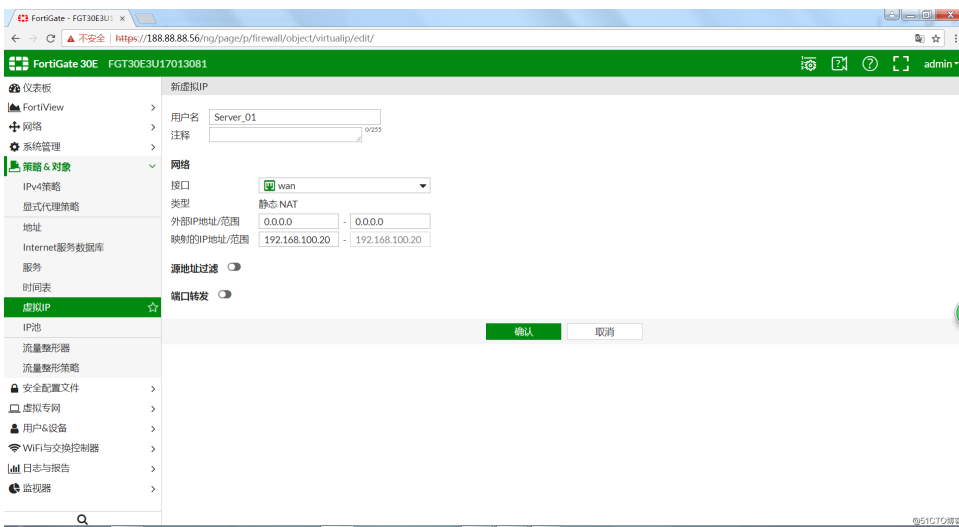 FortiGate - FGT30E3U1
不安全 https://188.88.88.56/ng/page/p/firewall/object/virtualip/edit/
FortiGate 30E FGT30E3U17013081 admin
仪表板
FortiView
网络
系统管理
策略 & 对象
IPv4策略
显式代理策略
地址
Internet服务数据库
服务
时间表
虚拟IP
IP池
流量整形器
流量整形策略
安全配置文件
虚拟专网
用户&设备
WiFi与交换控制器
日志与报告
监视器
新虚拟IP
用户名 Server_01
注释 0/255
网络
接口 wan
类型 静态 NAT
外部IP地址/范围 0.0.0.0 - 0.0.0.0
映射的IP地址/范围 192.168.100.20 - 192.168.100.20
源地址过滤
端口转发
确认 取消
@51CTO博客